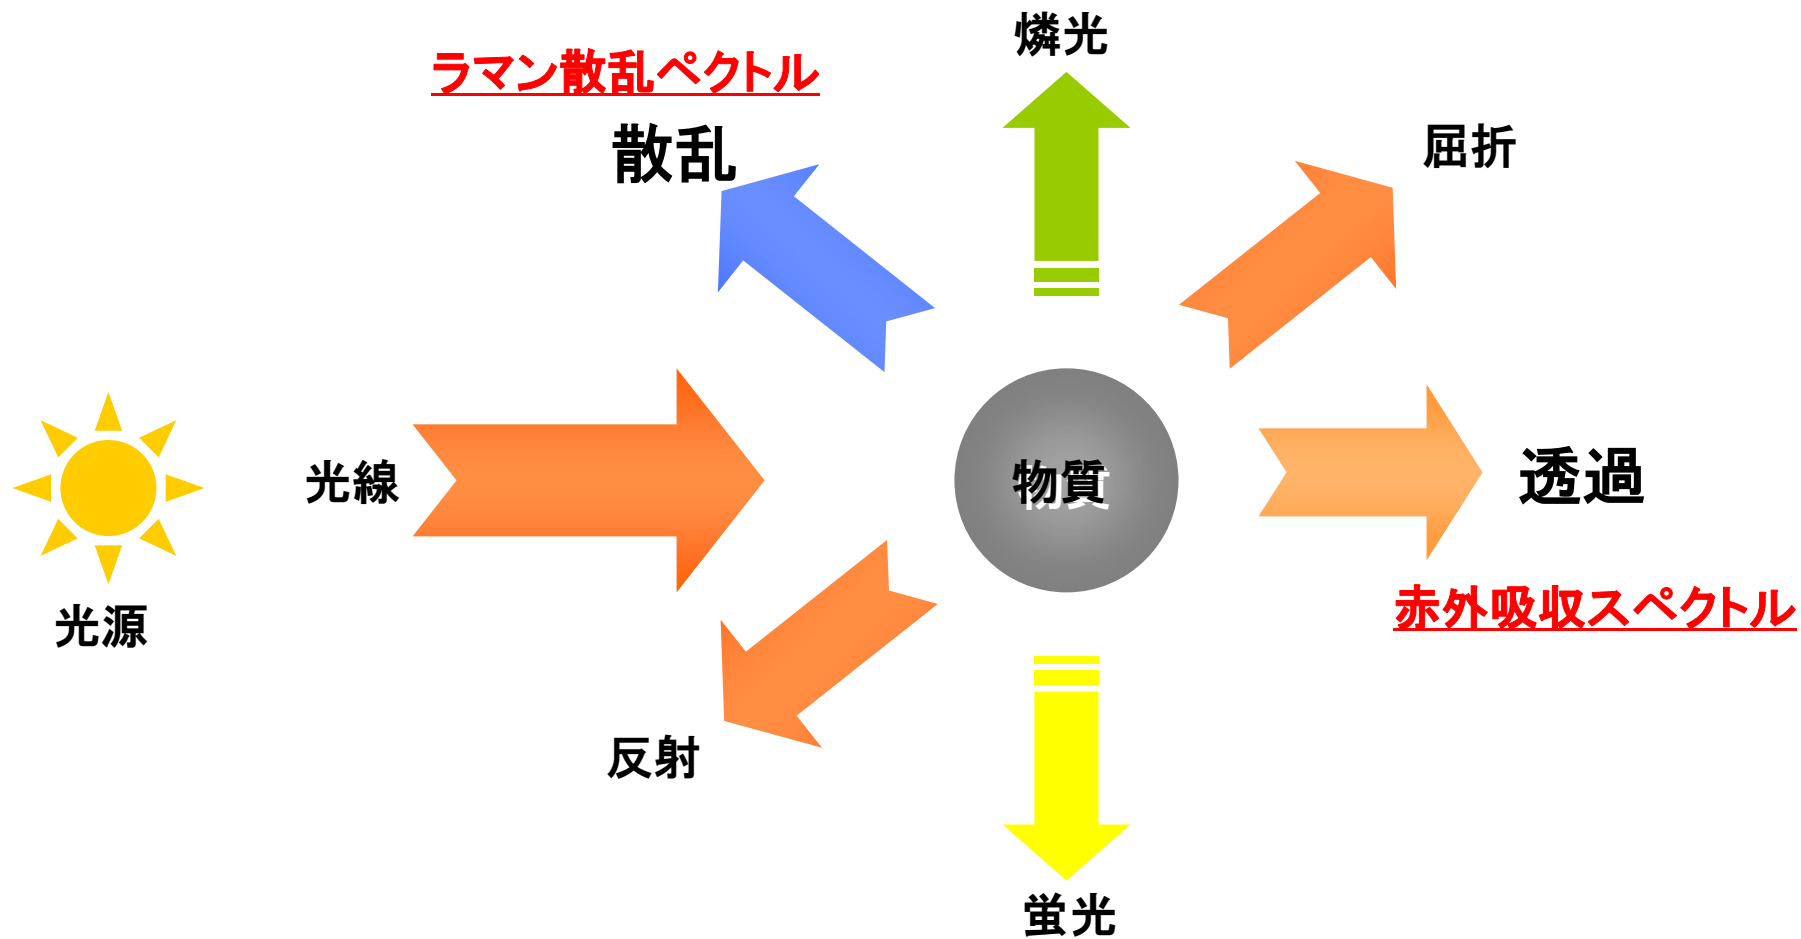 燐光
ラマン散乱ペクトル
散乱
屈折
光線
物質
透過
光源
赤外吸収スペクトル
反射
蛍光